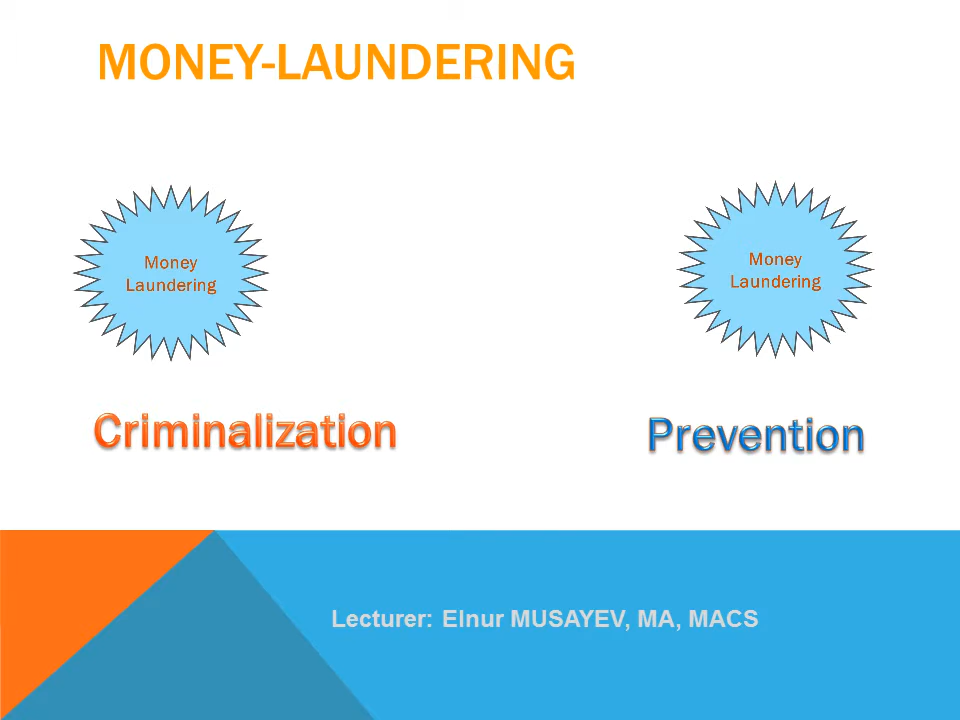 MONEY-LAUNDERING
Money
Laundering
Money
Laundering
Criminalization
Prevention
Lecturer: Elnur MUSAYEV, MA, MACS